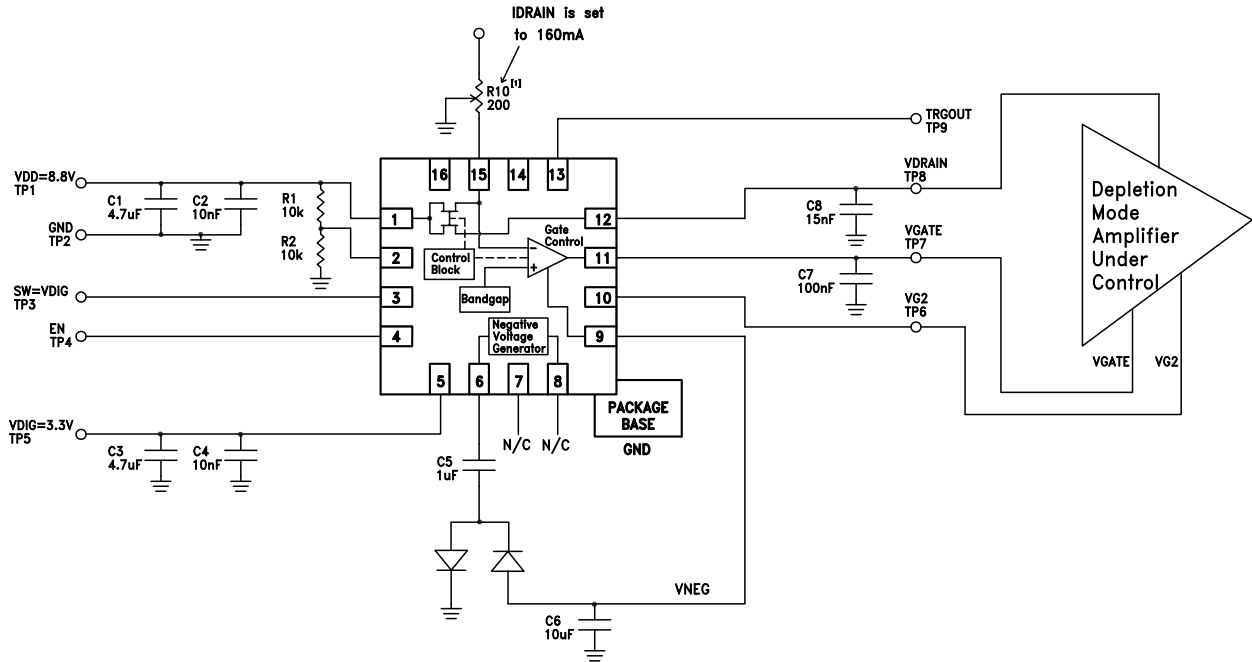 IDRAIN is set
to 160mA
R10[1]
200
TRGOUT
TP9
VDD=8.8V
TP1
C1
4.7uF
C2
10nF
R1
10k
GND
TP2
R2
10k
SW=VDIG
TP3
EN
TP4
16
15
14
13
1
2
3
4
12
11
10
9
5
6
7
8
Gate
Control
Control
Block
Bandgap
Negative
Voltage
Generator
-
+
VDRAIN
TP8
C8
15nF
VGATE
TP7
C7
100nF
VG2
TP6
Depletion
Mode
Amplifier
Under
Control
VGATE
VG2
PACKAGE
BASE
GND
VDIG=3.3V
TP5
C3
4.7uF
C4
10nF
N/C
N/C
C5
1uF
VNEG
C6
10uF